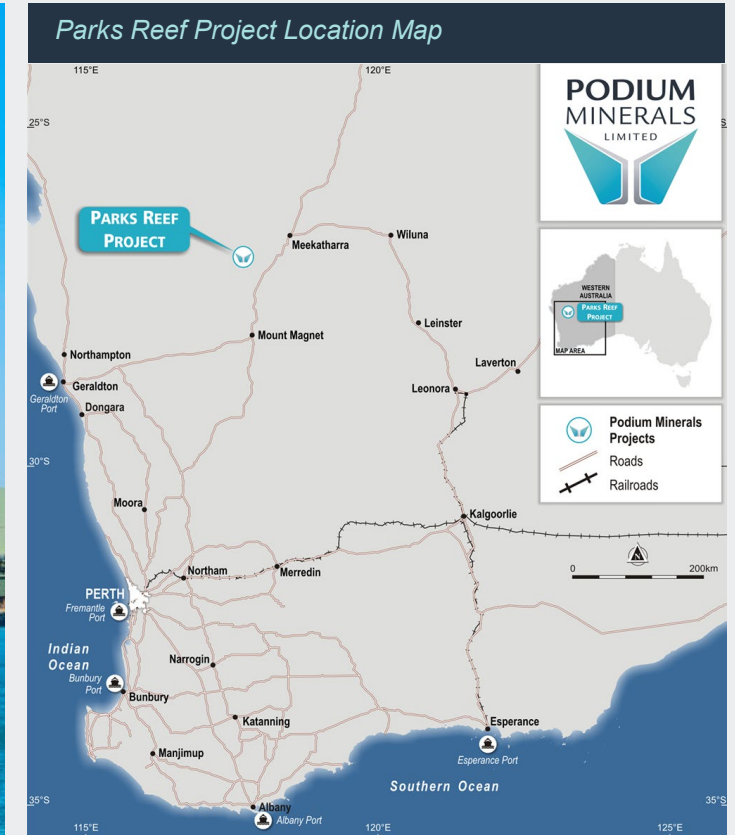 Parks Reef Project Location Map
115°E
120°E
25°S
S
PODIUM
MINERALS
LIMITED
PARKS REEF
PROJECT
Meekatharra
Wiluna
WESTERN
AUSTRALIA
PARKS REEF
PROJECT
MAP AREA
Leinster
Mount Magnet
Northampton
Laverton
Geraldton
Leonora
Geraldton
Port
Dongara
Podium Minerals
Projects
Roads
Railroads
30°S
Moora
Kalgoorlie
Northam
Merredin
0
200km
PERTH
Fremantle
Port
Indian
Ocean
Narrogin
Bunbury
Port
Bunbury
Katanning
Esperance
Manjimup
Esperance Port
Southern Ocean
35°S
35°S
Albany
Albany Port
115°E
120°E
125°E